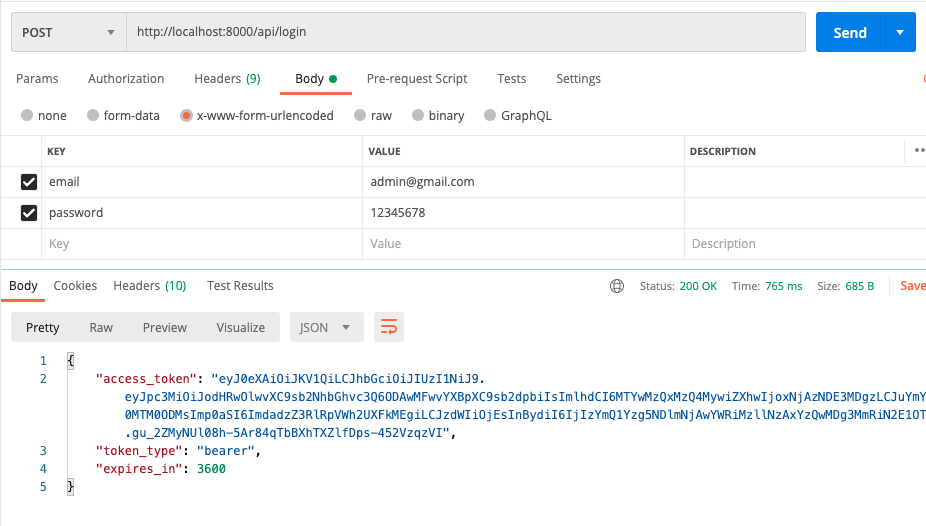 POST http://localhost:8000/api/login Send
Params Authorization Headers (9) Body Pre-request Script Tests Settings
none form-data x-www-form-urlencoded raw binary GraphQL
KEY VALUE DESCRIPTION
email admin@gmail.com
password 12345678
Key Value Description
Body Cookies Headers (10) Test Results Status: 200 OK Time: 765 ms Size: 685 B Save
Pretty Raw Preview Visualize JSON
1 {
2 "access_token": "eyJ0eXAiOiJKV1QiLCJhbGciOiJIUzI1NiJ9.
eyJpc3MiOiJodHRwOlwvXC9sb2NhbGhvc3Q6ODAwMFwvYXBpXC9sb2dpbiIsImlhdCI6MTYwMzQxMzQ4MywiZXhwIjoxNjAzNDE3MDgzLCJuYmY
0MTM0ODMsImp0aSI6ImdadzZ3RlRpVWh2UXFkMEgiLCJzdWIiOjEsInBydiI6IjIzYmQ1Yzg5NDlmNjAwYWRiMzllNzAxYzQwMDg3MmRiN2E1OT
.gu_2ZMyNUl08h-5Ar84qTbBXhTXZlfDps-452VzqzVI",
3 "token_type": "bearer",
4 "expires_in": 3600
5 }